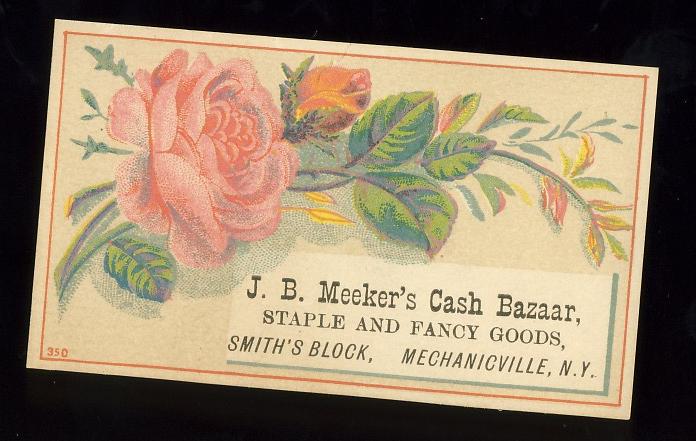 J. B. Meeker's Cash Bazaar,
STAPLE AND FANCY GOODS,
SMITH'S BLOCK, MECHANICVILLE, N.Y.
350